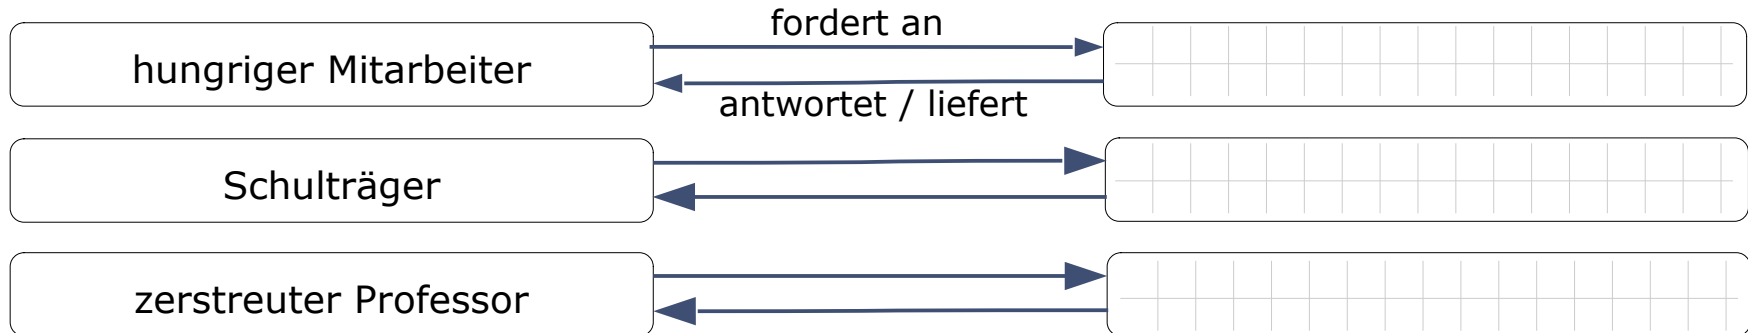 fordert an
hungriger Mitarbeiter
antwortet / liefert
Schulträger
zerstreuter Professor